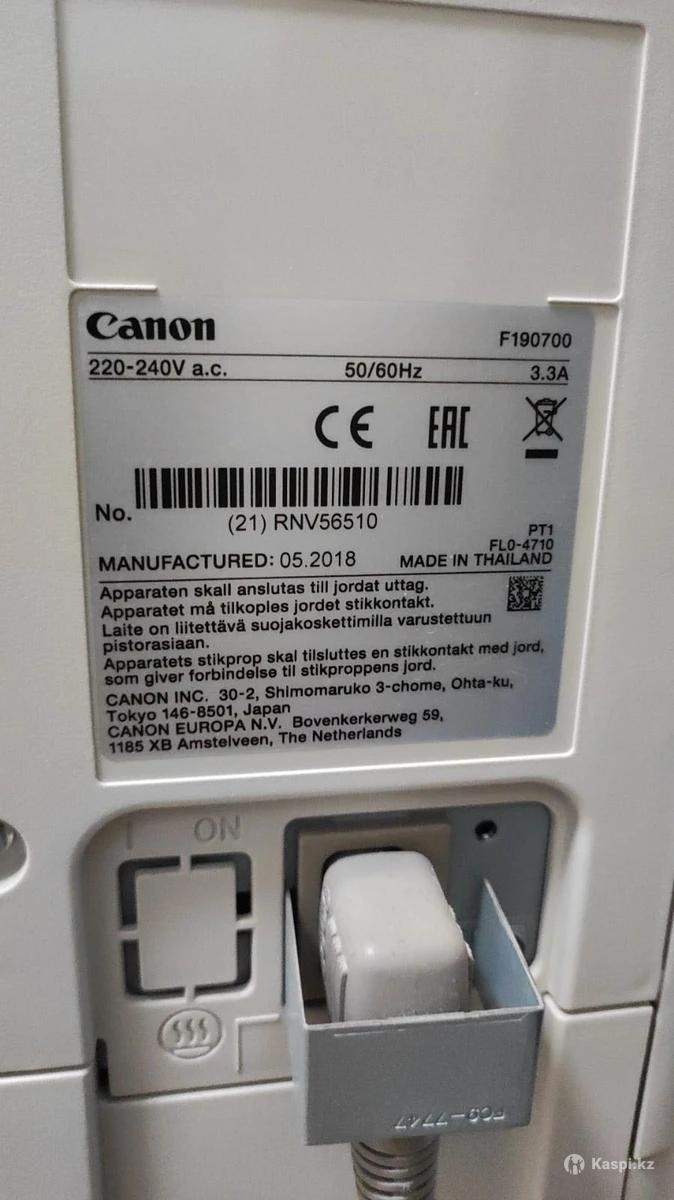 Canon
F190700
220-240V a.c. 50/60Hz 3.3A
CE EAC
No.
(21) RNV56510
PT1
FL0-4710
MANUFACTURED: 05.2018 MADE IN THAILAND
Apparaten skall anslutas till jordat uttag.
Apparatet må tilkoples jordet stikkontakt.
Laite on liitettävä suojakoskettimilla varustettuun
pistorasiaan.
Apparatets stikprop skal tilsluttes en stikkontakt med jord,
som giver forbindelse til stikproppens jord.
CANON INC. 30-2, Shimomaruko 3-chome, Ohta-ku,
Tokyo 146-8501, Japan
CANON EUROPA N.V. Bovenkerkerweg 59,
1185 XB Amstelveen, The Netherlands
I ON
FC9-7747
Kaspi.kz